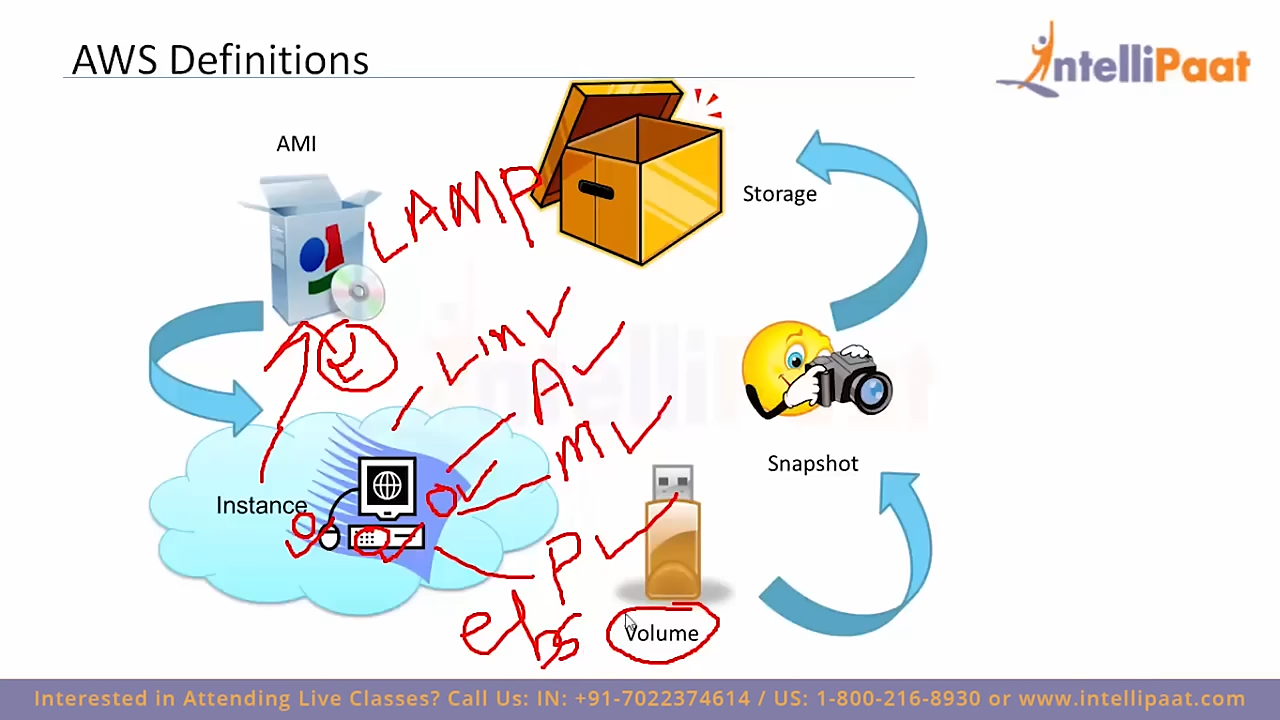 AWS Definitions
IntelliPaat
AMI
LAMP
Storage
Lin
A
M
Snapshot
Instance
P
ebs
Volume
Interested in Attending Live Classes? Call Us: IN: +91-7022374614 / US: 1-800-216-8930 or www.intellipaat.com